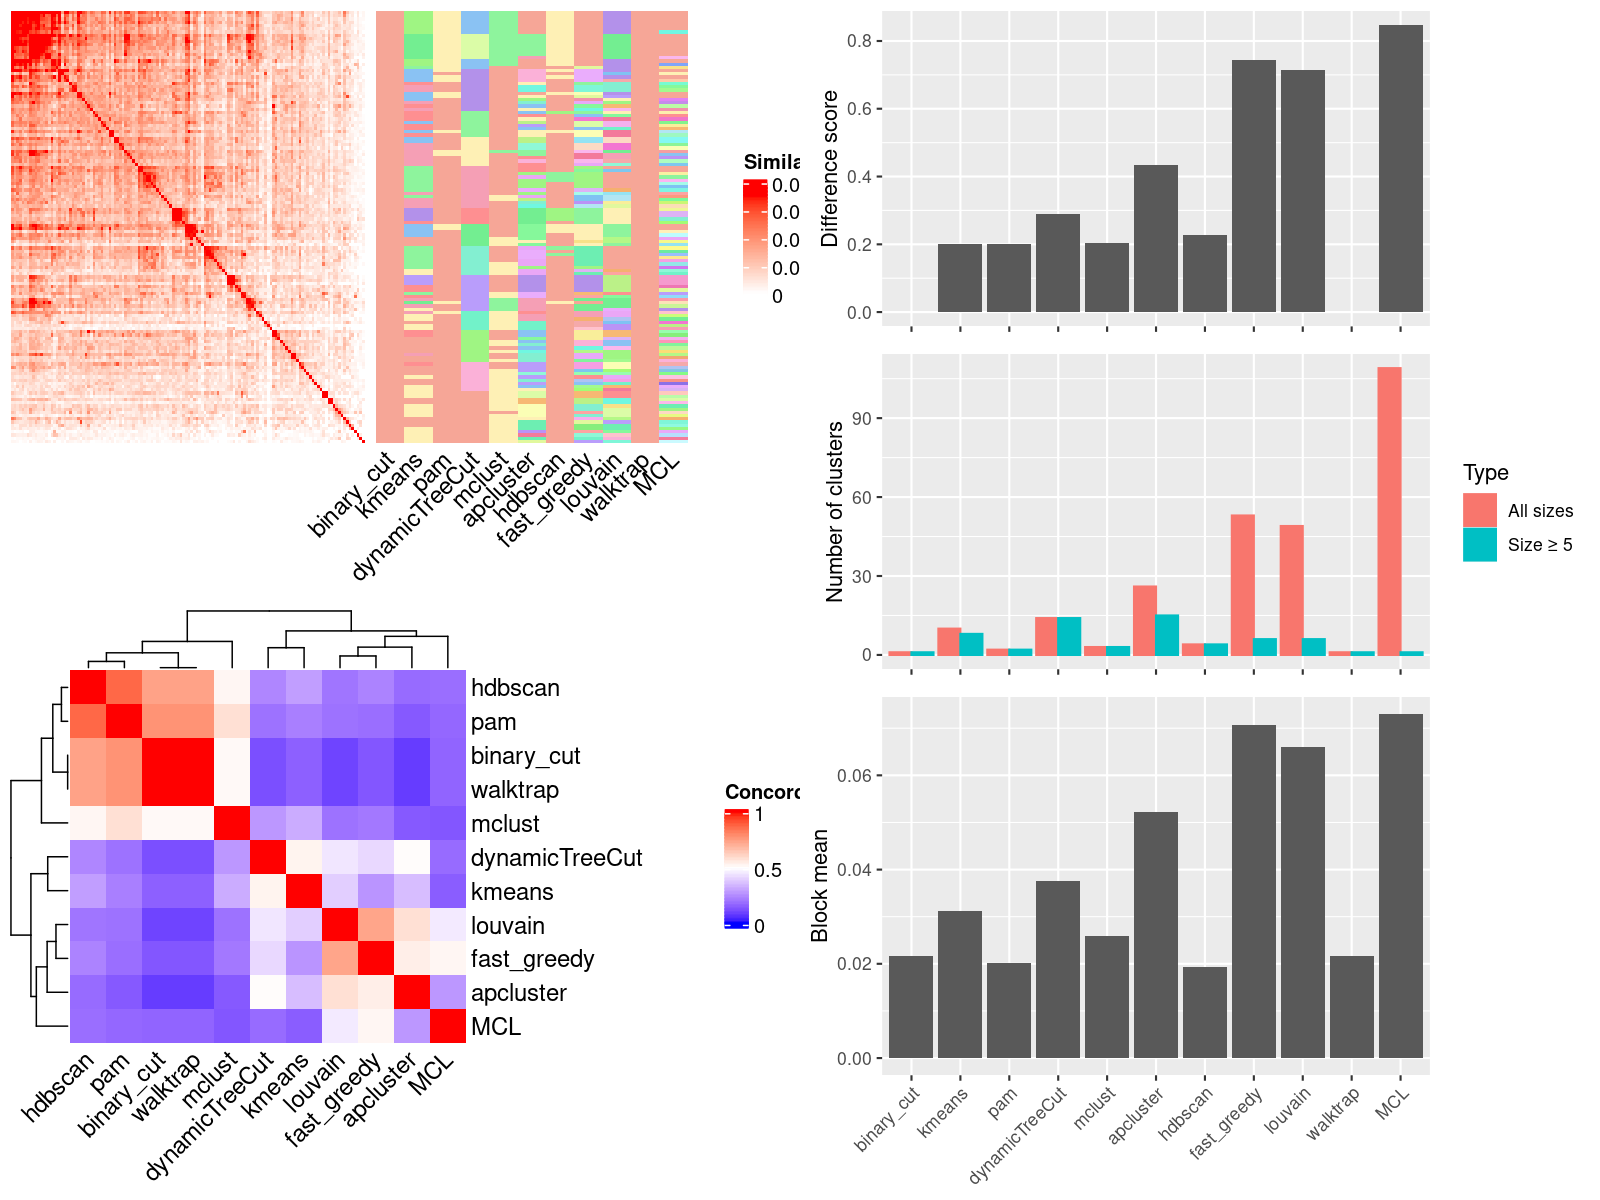 Simila
0.0
0.0
0.0
0.0
0
binary_cut
kmeans
pam
dynamicTreeCut
mclust
apcluster
hdbscan
fast_greedy
louvain
walktrap
MCL
hdbscan
pam
binary_cut
walktrap
mclust
dynamicTreeCut
kmeans
louvain
fast_greedy
apcluster
MCL
hdbscan
pam
binary_cut
walktrap
mclust
dynamicTreeCut
kmeans
louvain
fast_greedy
apcluster
MCL
Concord
1
0.5
0
Difference score
0.8
0.6
0.4
0.2
0.0
Number of clusters
90
60
30
0
Type
All sizes
Size ≥ 5
Block mean
0.06
0.04
0.02
0.00
binary_cut
kmeans
pam
dynamicTreeCut
mclust
apcluster
hdbscan
fast_greedy
louvain
walktrap
MCL